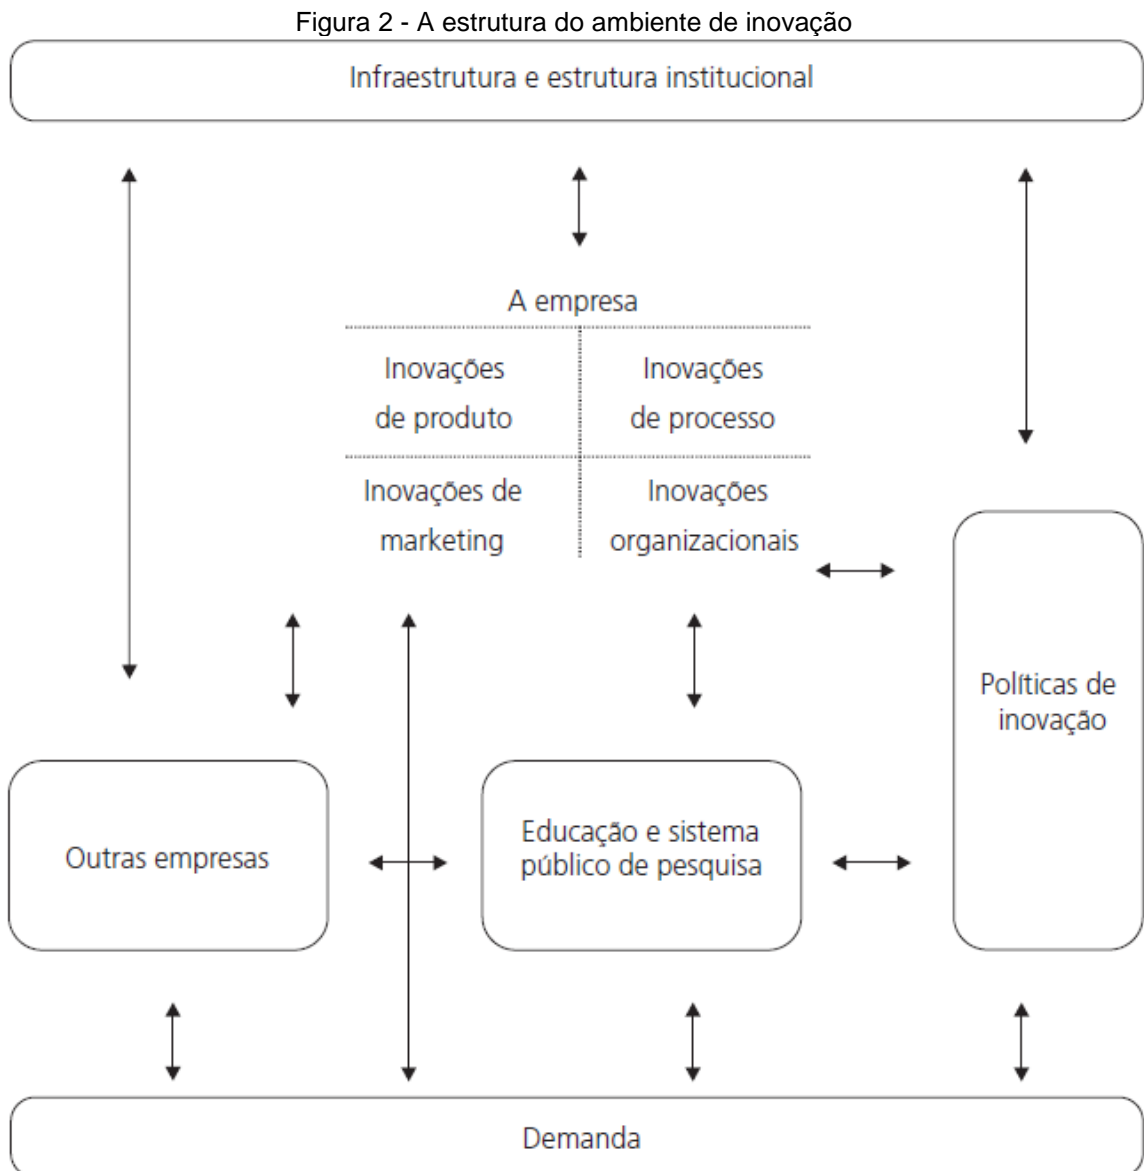 Figura 2 - A estrutura do ambiente de inovação
Infraestrutura e estrutura institucional
A empresa
Inovações
de produto
Inovações
de processo
Inovações de
marketing
Inovações
organizacionais
Políticas de
inovação
Outras empresas
Educação e sistema
público de pesquisa
Demanda